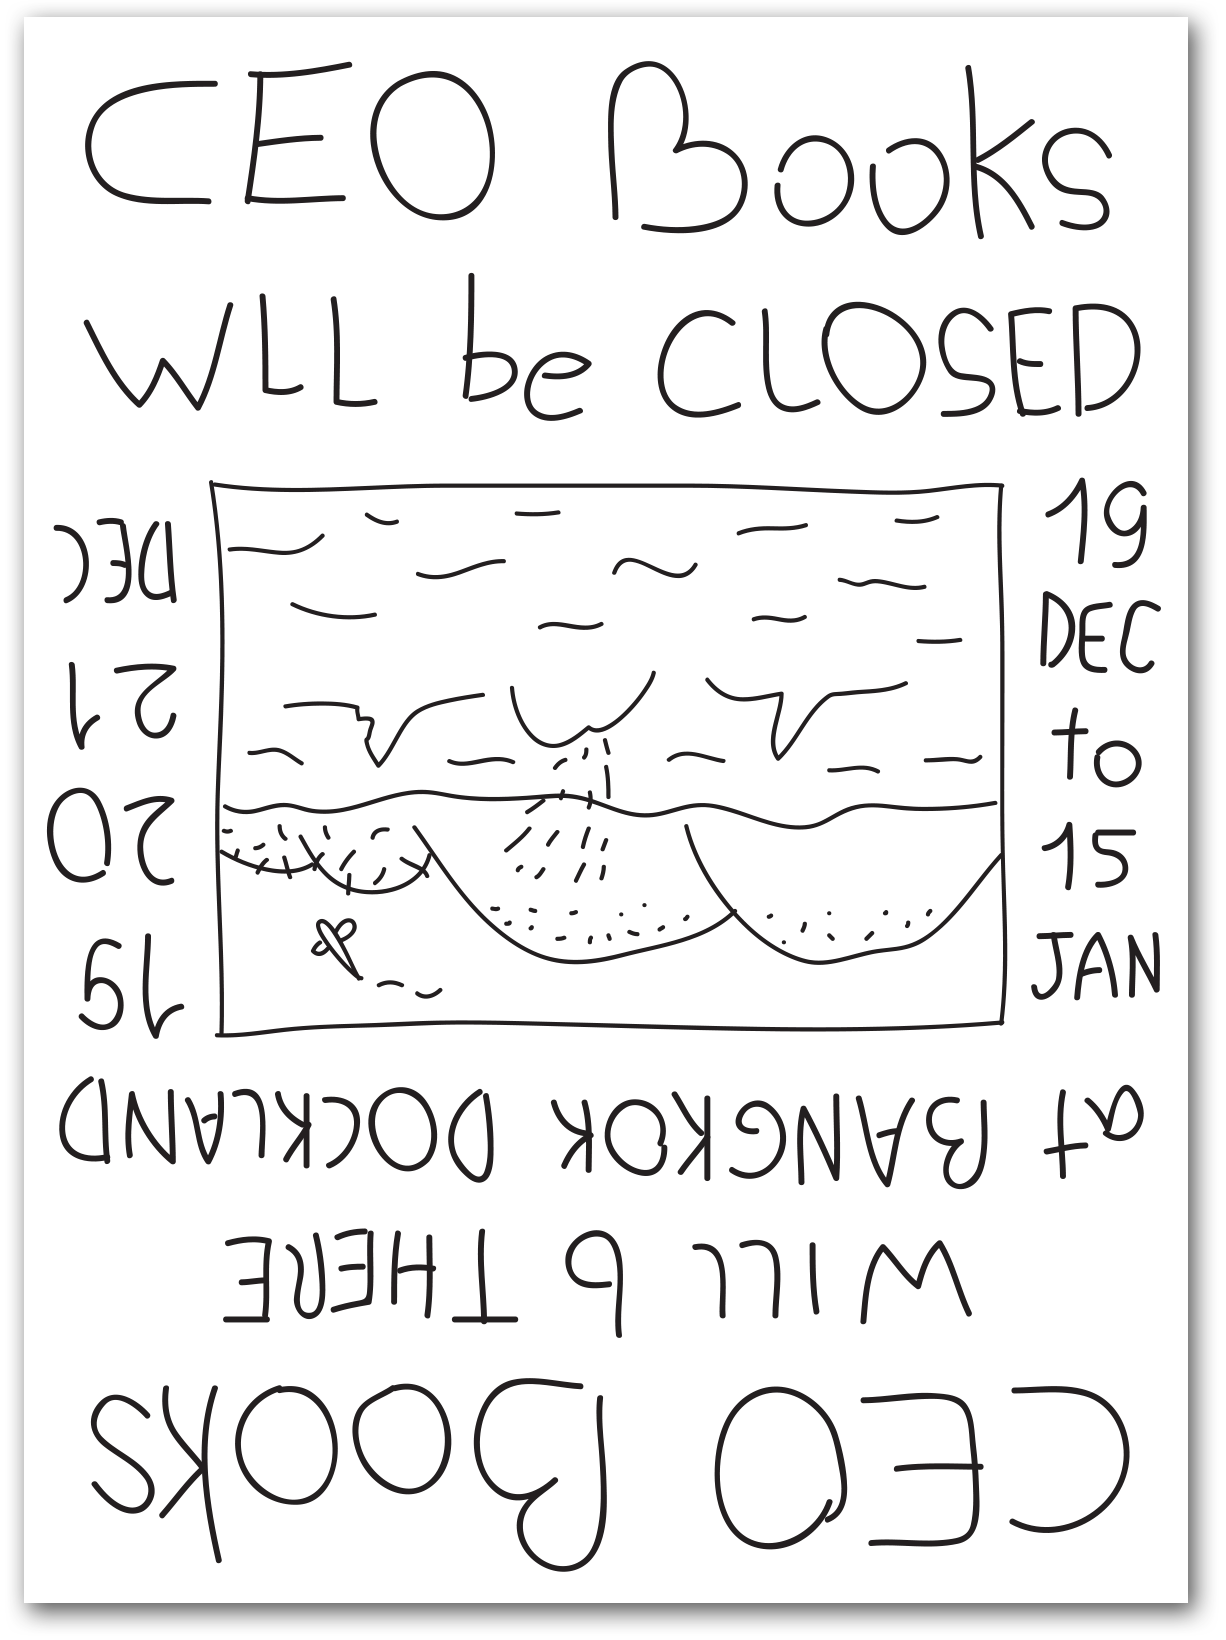 CEO Books
WLL be CLOSED
19
DEC
to
15
JAN
CEO BOOKS
WILL b THERE
at BANGKOK DOCKLAND
19
20
21
DEC